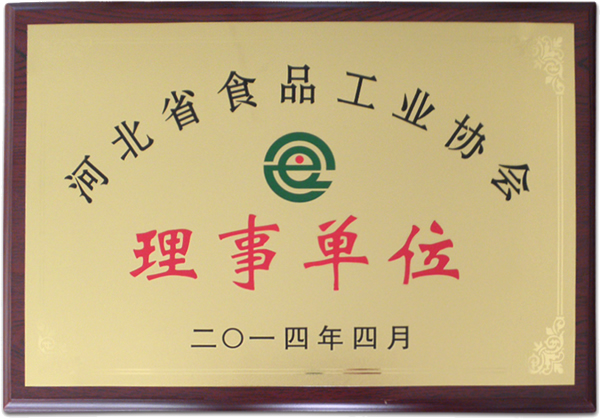 河北省食品工业协会
理事单位
二〇一四年四月